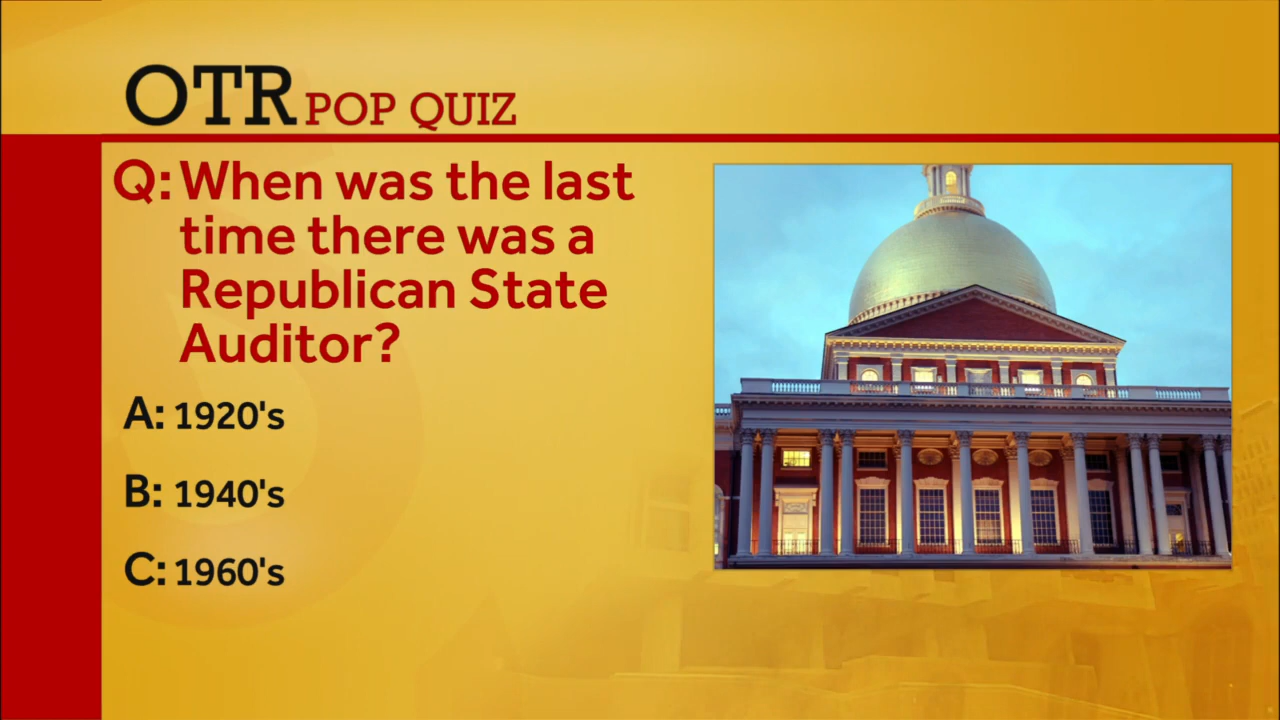 OTR POP QUIZ
Q: When was the last
time there was a
Republican State
Auditor?
A: 1920's
B: 1940's
C: 1960's